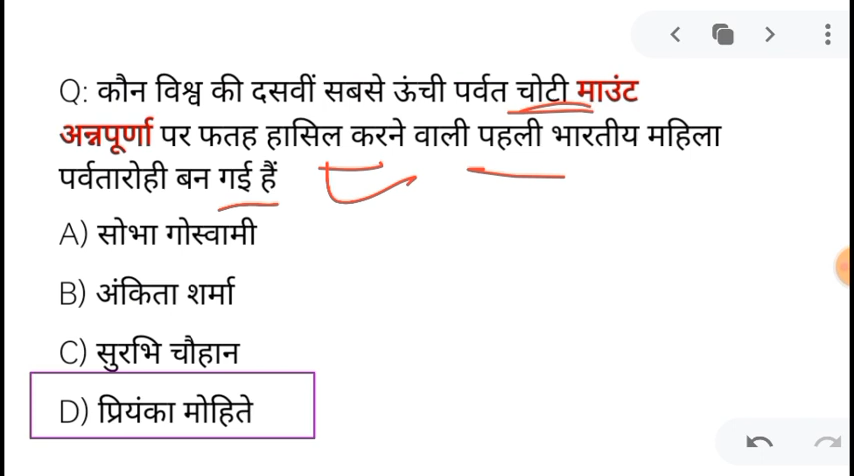 Q: कौन विश्व की दसवीं सबसे ऊंची पर्वत चोटी माउंट
अन्नपूर्णा पर फतह हासिल करने वाली पहली भारतीय महिला
पर्वतारोही बन गई हैं
A) सोभा गोस्वामी
B) अंकिता शर्मा
C) सुरभि चौहान
D) प्रियंका मोहिते